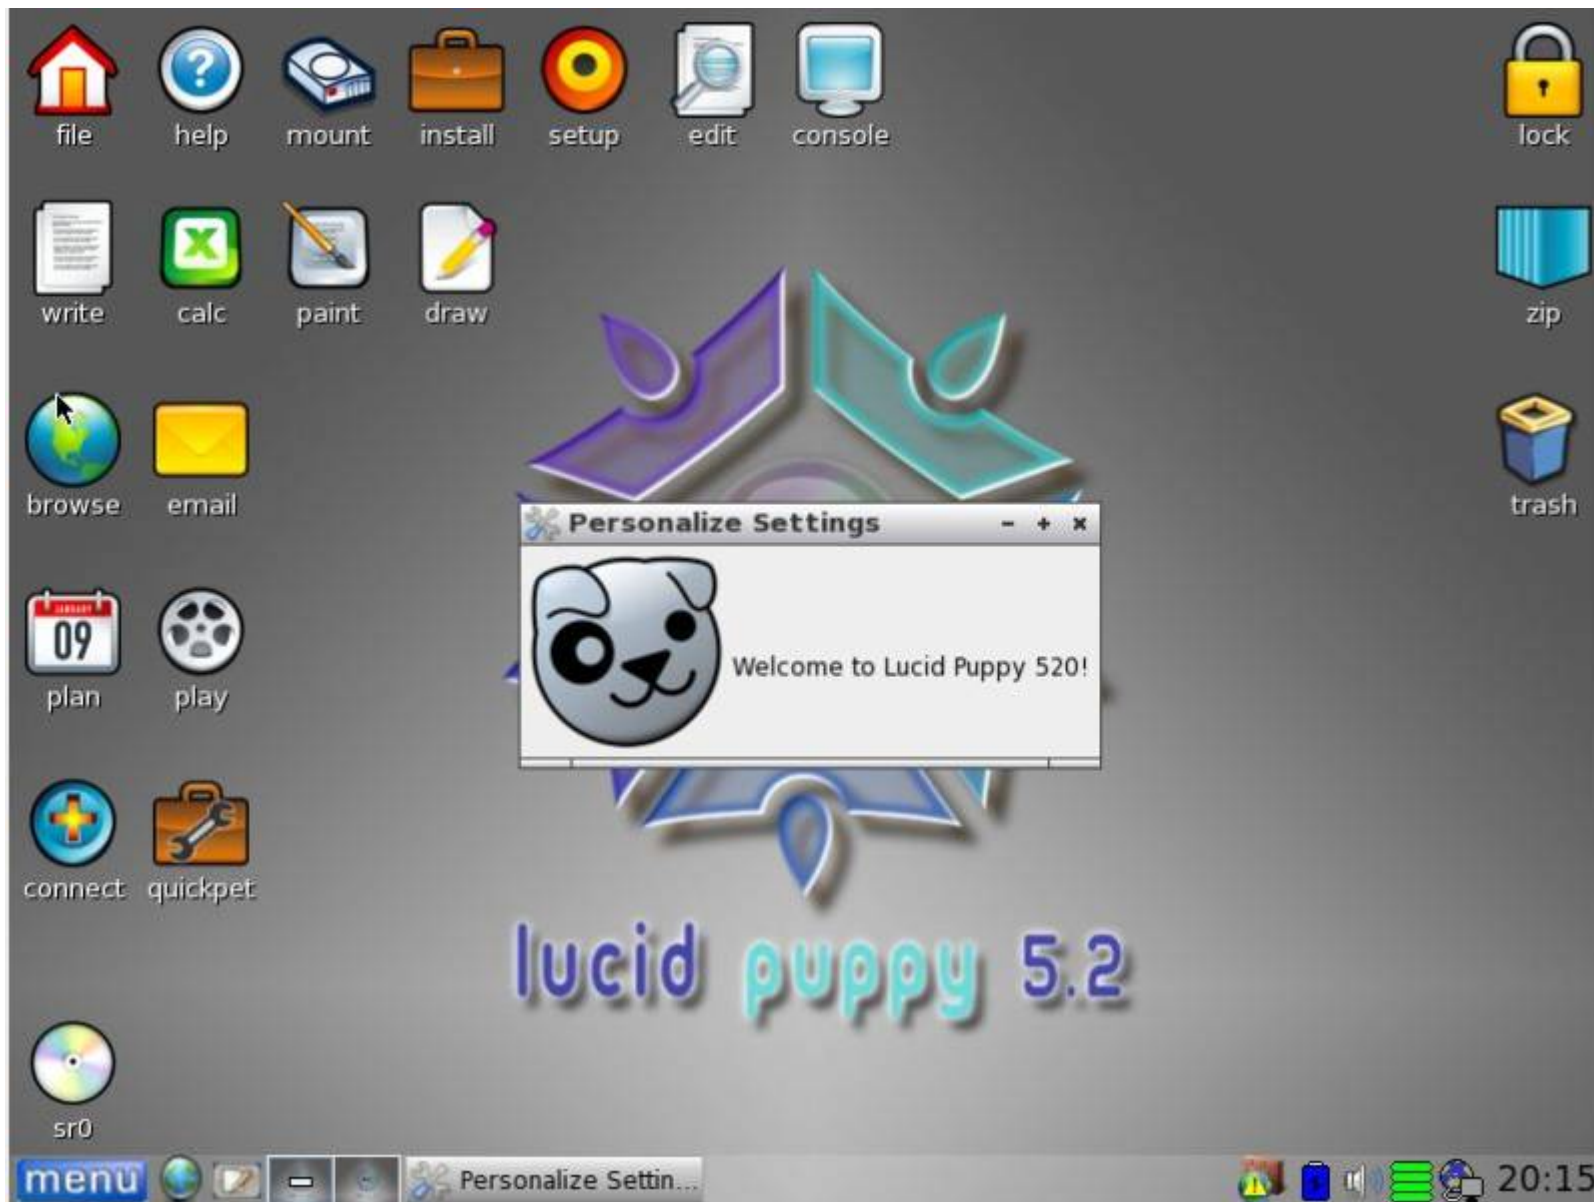 file help mount install setup edit console lock
write calc paint draw zip
browse email trash
Personalize Settings
Welcome to Lucid Puppy 520!
JANUARY
09
plan play
connect quickpet
lucid puppy 5.2
sr0
menu Personalize Settin... 20:15